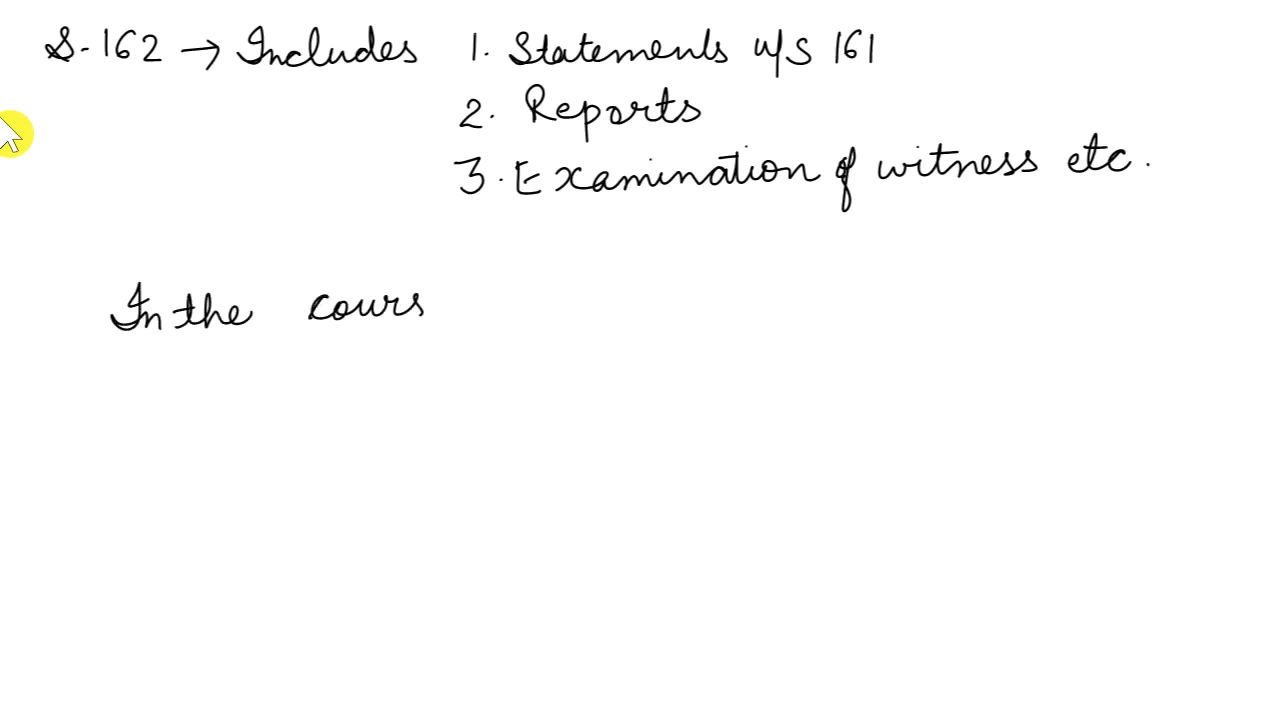 S-162 → Includes 1. Statements u/S 161
2. Reports
3. Examination of witness etc.
In the cours